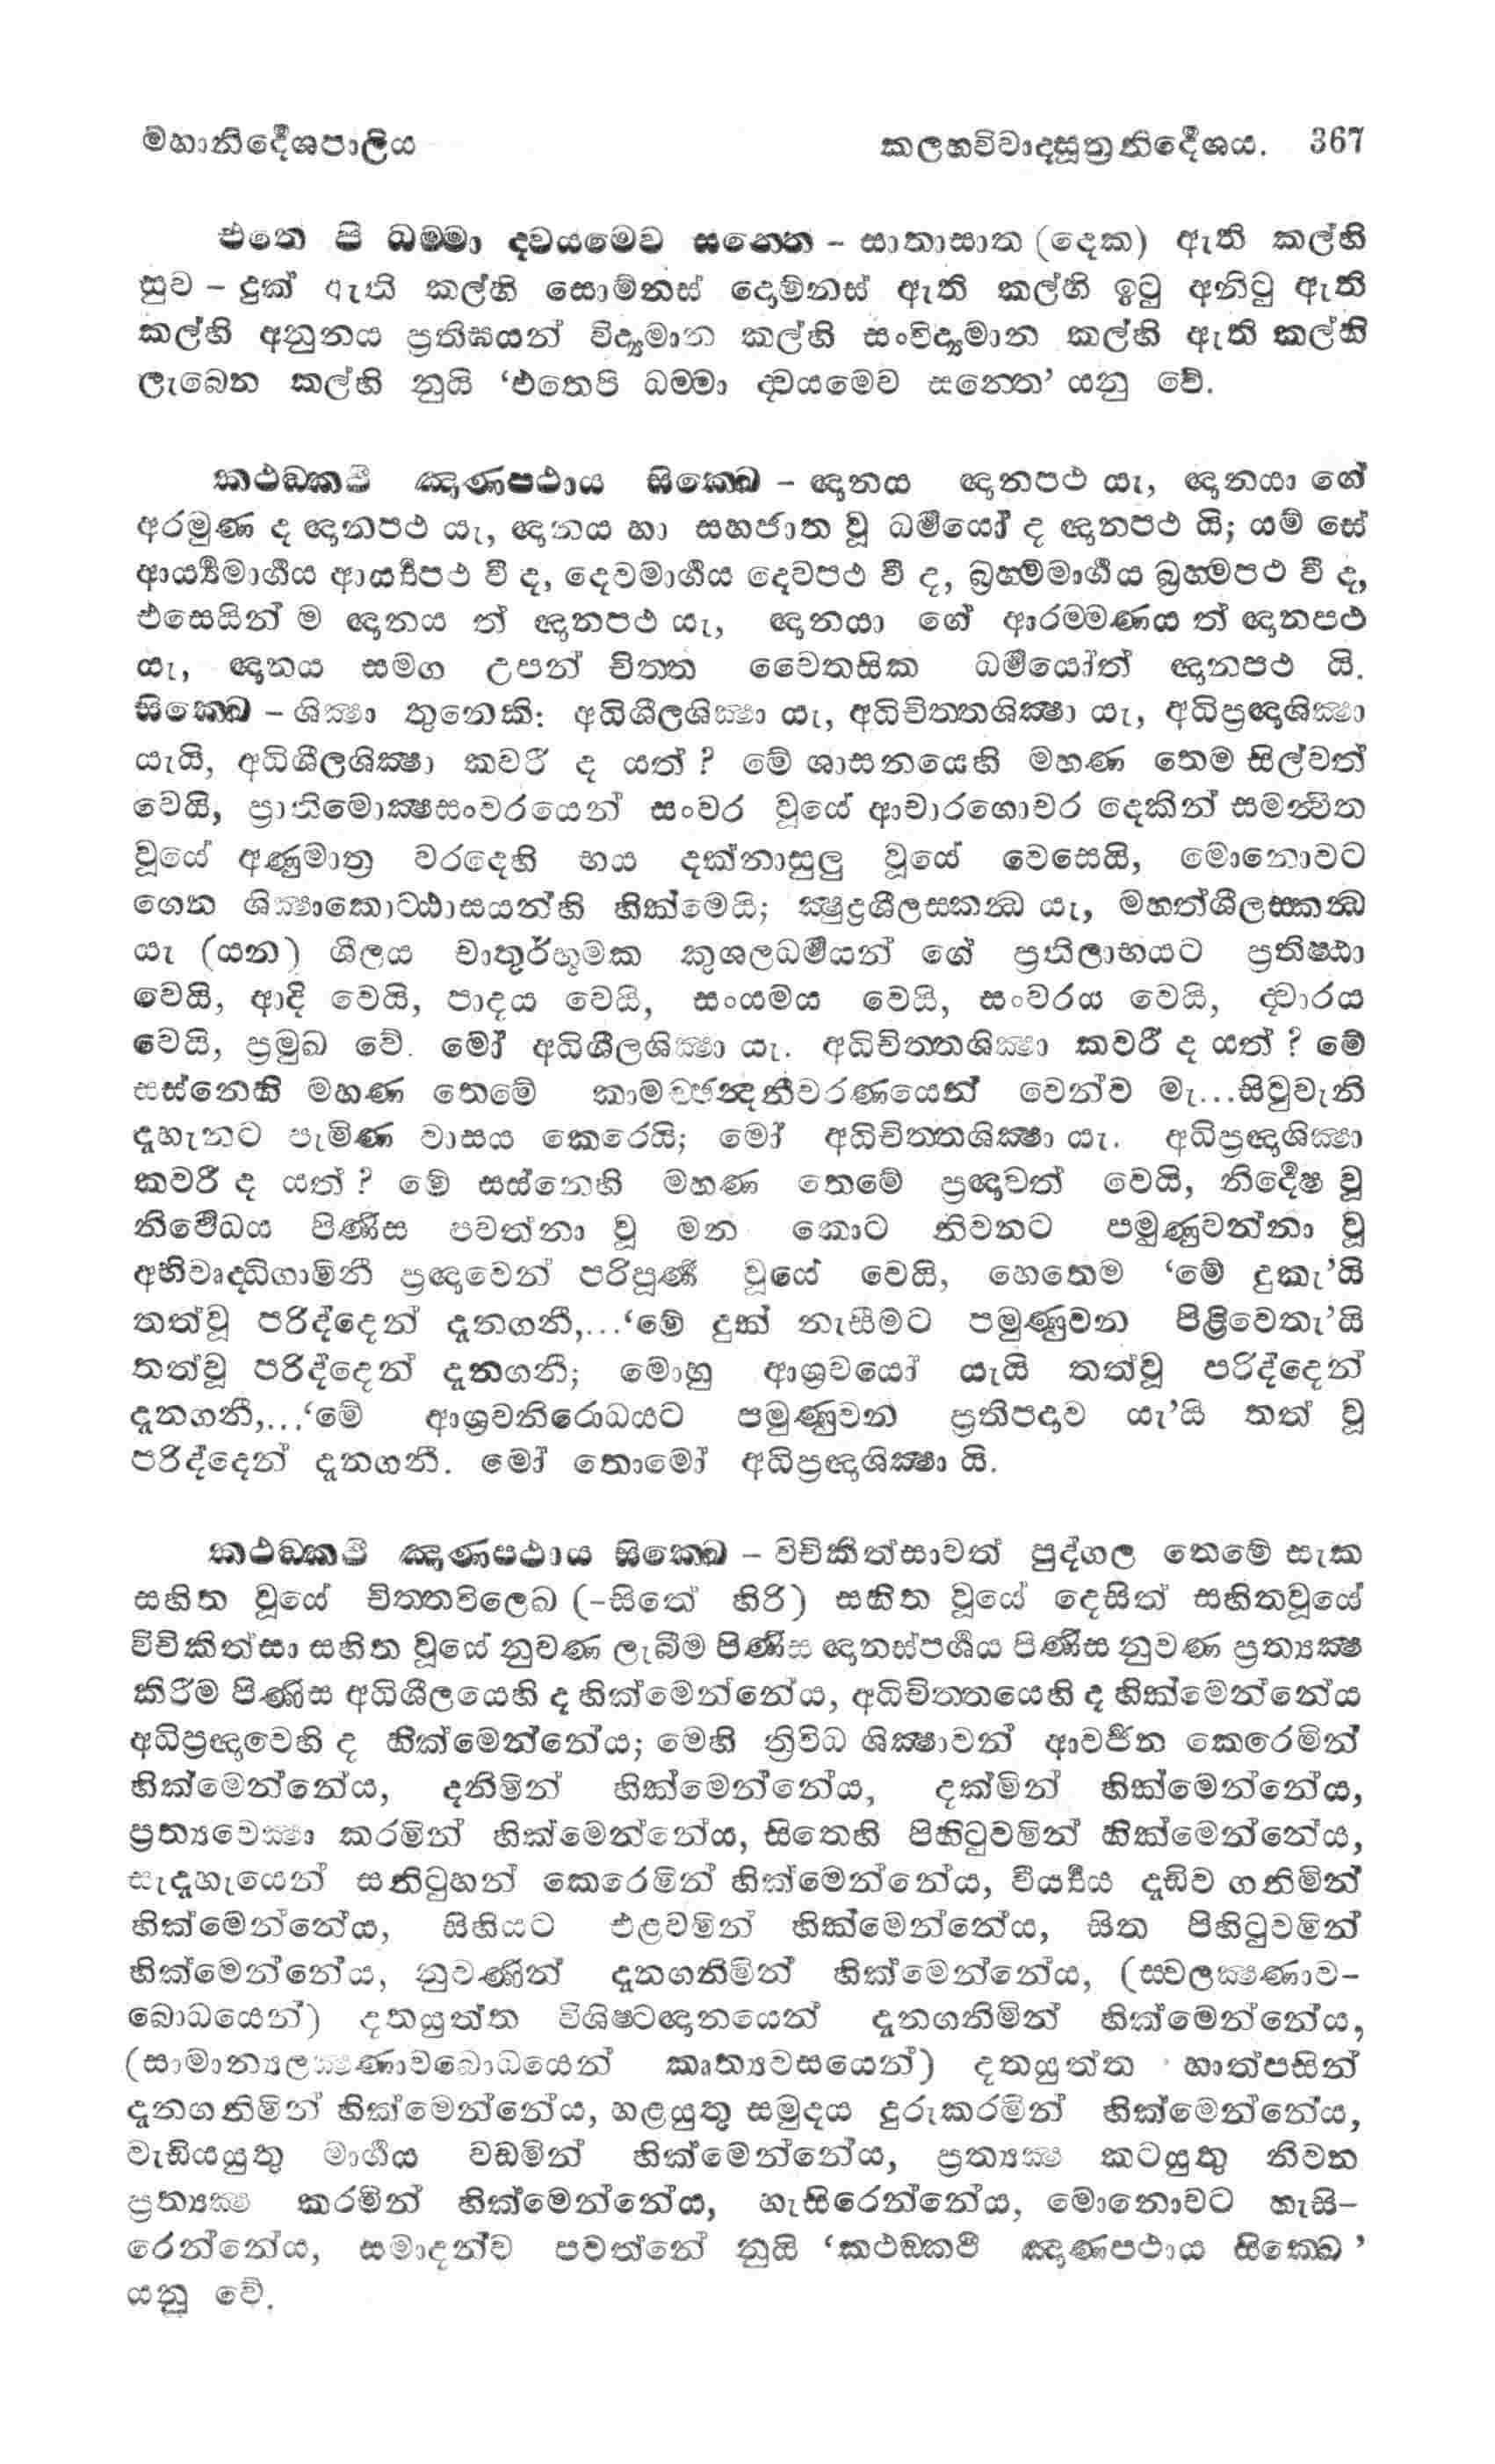 මහානිර්‍දේශපාලිය කලහවිවාදසූත්‍රනිර්‍දේශය. 367
එතෙ පි ධම්මා ද්වයමෙව සන්තෙ – සාතාසාත (දෙක) ඇති කල්හි
සුව – දුක් ඇති කල්හි සොම්නස් දොම්නස් ඇති කල්හි ඉටු අනිටු ඇති
කල්හි අනුනය ප්‍රතිඝයන් විද්‍යමාන කල්හි සංවිද්‍යමාන කල්හි ඇති කල්හි
ලැබෙන කල්හි නුයි ‘එතෙපි ධම්මා ද්වයමෙව සන්තෙ’ යනු වේ.
කථඞ්කථී ඤාණපථාය සික්ඛෙ – ඥානය ඥානපථ යැ, ඥානයා ගේ
අරමුණ ද ඥානපථ යැ, ඥානය හා සහජාත වූ ධර්‍මයෝ ද ඥානපථ යි; යම් සේ
ආර්‍ය්‍යමාර්‍ගය ආර්‍ය්‍යපථ වී ද, දෙවමාර්‍ගය දෙවපථ වී ද, බ්‍රහ්මමාර්‍ගය බ්‍රහ්මපථ වී ද,
එසෙයින් ම ඥානය ත් ඥානපථ යැ, ඥානයා ගේ ආරම්මණය ත් ඥානපථ
යැ, ඥානය සමග උපන් චිත්ත චෛතසික ධර්‍මයෝත් ඥානපථ යි.
සික්ඛෙ – ශික්‍ෂා තුනෙකි: අධිශීලශික්‍ෂා යැ, අධිචිත්තශික්‍ෂා යැ, අධිප්‍රඥාශික්‍ෂා
යැයි, අධිශීලශික්‍ෂා කවරී ද යත්? මේ ශාසනයෙහි මහණ තෙම සිල්වත්
වෙයි, ප්‍රාතිමොක්‍ෂසංවරයෙන් සංවර වූයේ ආචාරගොචර දෙකින් සමන්විත
වූයේ අණුමාත්‍ර වරදෙහි භය දක්නාසුලු වූයේ වෙසෙයි, මොනොවට
ගෙන ශික්‍ෂාකොට්ඨාසයන්හි හික්මෙයි; ක්‍ෂුද්‍රශීලස්කන්ධ යැ, මහත්ශීලස්කන්ධ
යැ (යන) ශීලය චාතුර්භූමක කුශලධර්‍මයන් ගේ ප්‍රතිලාභයට ප්‍රතිෂ්ඨා
වෙයි, ආදි වෙයි, පාදය වෙයි, සංයමය වෙයි, සංවරය වෙයි, ද්වාරය
වෙයි, ප්‍රමුඛ වේ. මෝ අධිශීලශික්‍ෂා යැ. අධිචිත්තශික්‍ෂා කවරී ද යත්? මේ
සස්නෙහි මහණ තෙමේ කාමච්ඡන්දනීවරණයෙන් වෙන්ව මැ...සිවුවැනි
දැහැනට පැමිණ වාසය කෙරෙයි; මෝ අධිචිත්තශික්‍ෂා යැ. අධිප්‍රඥාශික්‍ෂා
කවරී ද යත්? මේ සස්නෙහි මහණ තෙමේ ප්‍රඥාවත් වෙයි, නිර්‍දෝෂ වූ
නිර්‍වේධය පිණිස පවත්නා වූ මනා කොට නිවනට පමුණුවන්නා වූ
අභිවෘද්ධිගාමිනී ප්‍රඥාවෙන් පරිපූර්‍ණ වූයේ වෙයි, හෙතෙම ‘මේ දුකැ’යි
තත්වූ පරිද්දෙන් දැනගනී,...‘මේ දුක් නැසීමට පමුණුවන පිළිවෙතැ’යි
තත්වූ පරිද්දෙන් දැනගනී; මොහු ආශ්‍රවයෝ යැයි තත්වූ පරිද්දෙන්
දැනගනී,...‘මේ ආශ්‍රවනිරොධයට පමුණුවන ප්‍රතිපදාව යැ’යි තත් වූ
පරිද්දෙන් දැනගනී. මෝ තොමෝ අධිප්‍රඥාශික්‍ෂා යි.
කථඞ්කථී ඤාණපථාය සික්ඛෙ – විචිකිත්සාවත් පුද්ගල තෙමේ සැක
සහිත වූයේ චිත්තවිලෙඛ (-සිතේ හිරි) සහිත වූයේ දෙසිත් සහිතවූයේ
විචිකිත්සා සහිත වූයේ නුවණ ලැබීම පිණිස ඥානස්පර්‍ශය පිණිස නුවණ ප්‍රත්‍යක්‍ෂ
කිරීම පිණිස අධිශීලයෙහි ද හික්මෙන්නේය, අධිචිත්තයෙහි ද හික්මෙන්නේය
අධිප්‍රඥාවෙහි ද හික්මෙන්නේය; මෙහි ත්‍රිවිධ ශික්‍ෂාවන් ආවර්‍ජන කෙරෙමින්
හික්මෙන්නේය, දනිමින් හික්මෙන්නේය, දක්මින් හික්මෙන්නේය,
ප්‍රත්‍යවෙක්‍ෂා කරමින් හික්මෙන්නේය, සිතෙහි පිහිටුවමින් හික්මෙන්නේය,
සැදැහැයෙන් සනිටුහන් කෙරෙමින් හික්මෙන්නේය, වීර්‍ය්‍යය දැඩිව ගනිමින්
හික්මෙන්නේය, සිහියට එළවමින් හික්මෙන්නේය, සිත පිහිටුවමින්
හික්මෙන්නේය, නුවණින් දැනගනිමින් හික්මෙන්නේය, (ස්වලක්‍ෂණාව-
බොධයෙන්) දතයුත්ත විශිෂ්ටඥානයෙන් දැනගනිමින් හික්මෙන්නේය,
(සාමාන්‍යලක්‍ෂණාවබොධයෙන් කෘත්‍යවසයෙන්) දතයුත්ත හාත්පසින්
දැනගනිමින් හික්මෙන්නේය, හළයුතු සමුදය දුරුකරමින් හික්මෙන්නේය,
වැඩියයුතු මාර්‍ගය වඩමින් හික්මෙන්නේය, ප්‍රත්‍යක්‍ෂ කටයුතු නිවන
ප්‍රත්‍යක්‍ෂ කරමින් හික්මෙන්නේය, හැසිරෙන්නේය, මොනොවට හැසි-
රෙන්නේය, සමාදන්ව පවත්නේ නුයි ‘කථඞ්කථී ඤාණපථාය සික්ඛෙ’
යනු වේ.